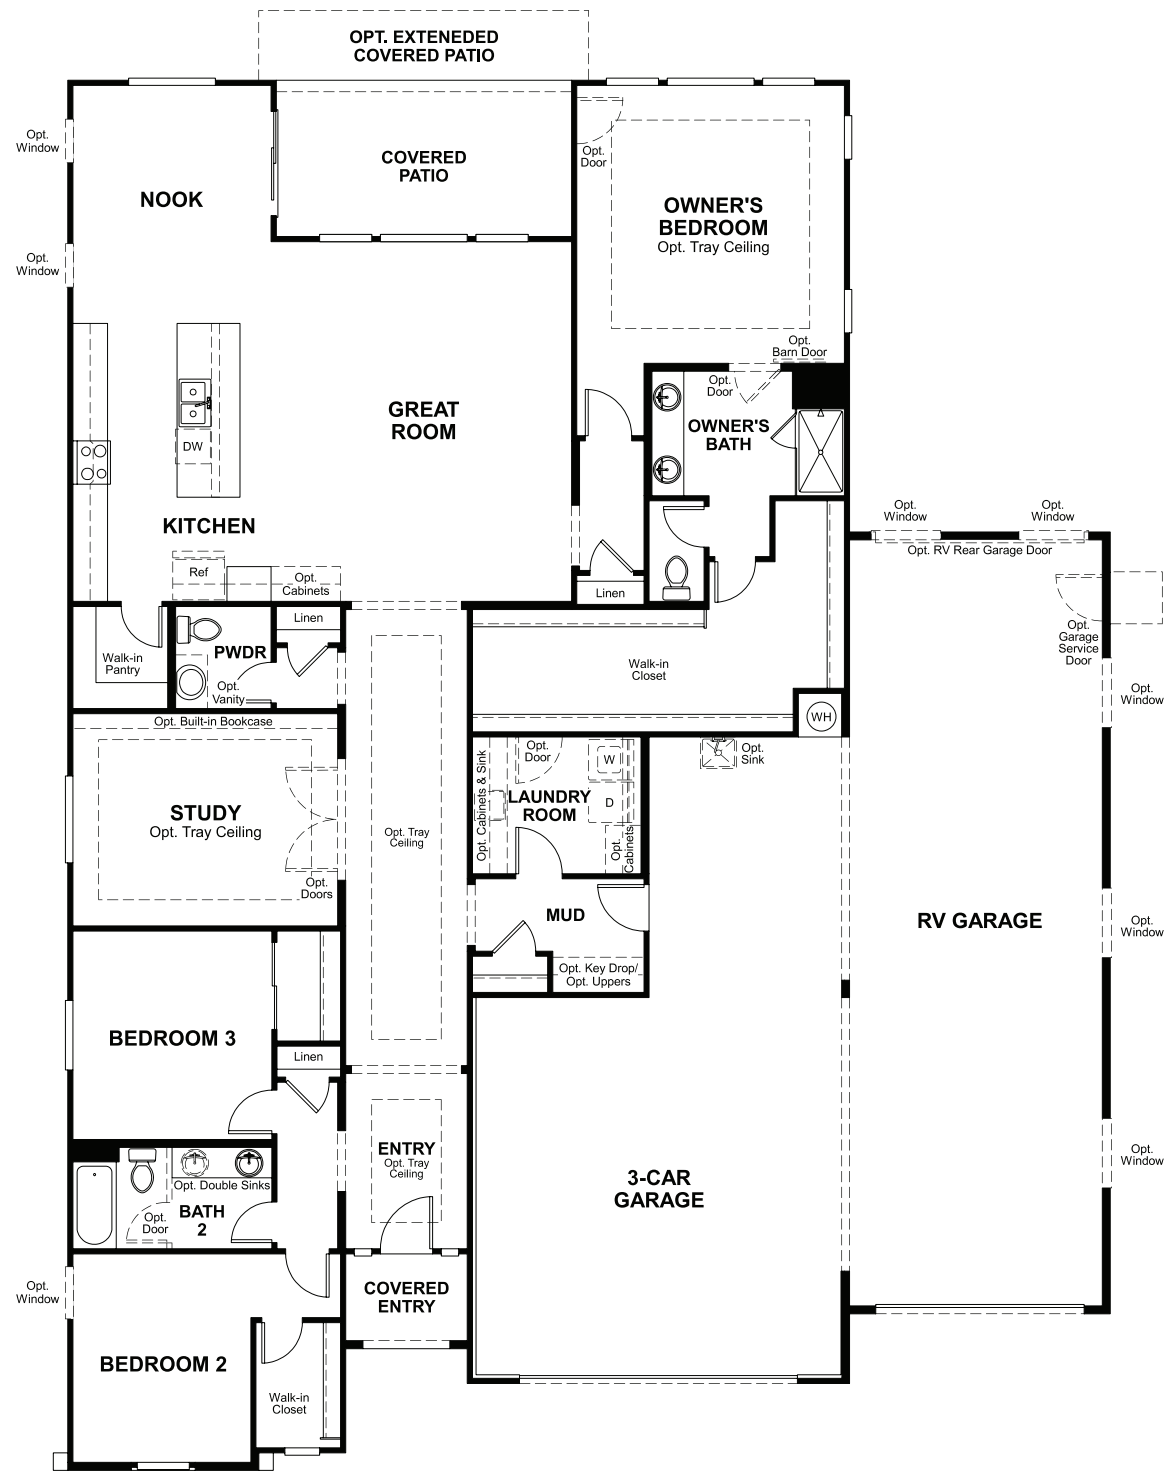 OPT. EXTENEDED
COVERED PATIO
Opt.
Window
NOOK
COVERED
PATIO
Opt.
Door
OWNER'S
BEDROOM
Opt. Tray Ceiling
Opt.
Window
Opt.
Barn Door
Opt.
Door
GREAT
ROOM
OWNER'S
BATH
DW
KITCHEN
Opt.
Window
Opt.
Window
Opt. RV Rear Garage Door
Ref
Opt.
Cabinets
Linen
Linen
PWDR
Walk-in
Pantry
Opt.
Vanity
Walk-in
Closet
Opt.
Garage
Service
Door
Opt.
Window
WH
Opt. Built-in Bookcase
Opt. Cabinets & Sink
Opt.
Door
W
Opt.
Sink
STUDY
Opt. Tray Ceiling
Opt. Tray
Ceiling
LAUNDRY
ROOM
D
Opt.
Cabinets
Opt.
Doors
MUD
RV GARAGE
Opt.
Window
Opt. Key Drop/
Opt. Uppers
BEDROOM 3
Linen
ENTRY
Opt. Tray
Ceiling
Opt.
Window
Opt. Double Sinks
Opt.
Door
BATH
2
3-CAR
GARAGE
Opt.
Window
COVERED
ENTRY
BEDROOM 2
Walk-in
Closet